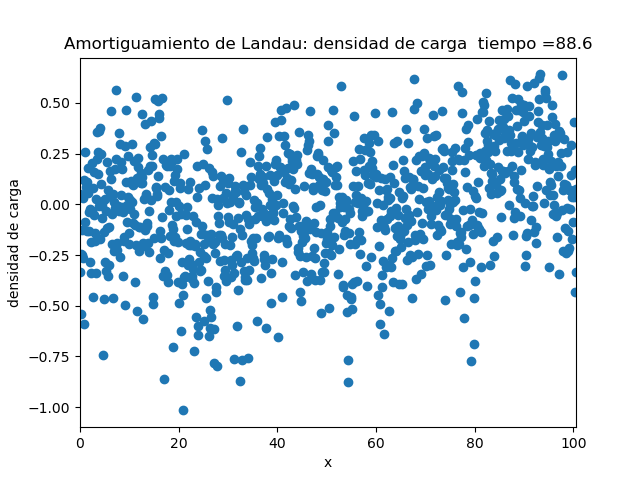 Amortiguamiento de Landau: densidad de carga  tiempo =88.6
densidad de carga
0.50
0.25
0.00
−0.25
−0.50
−0.75
−1.00
0 20 40 60 80 100
x